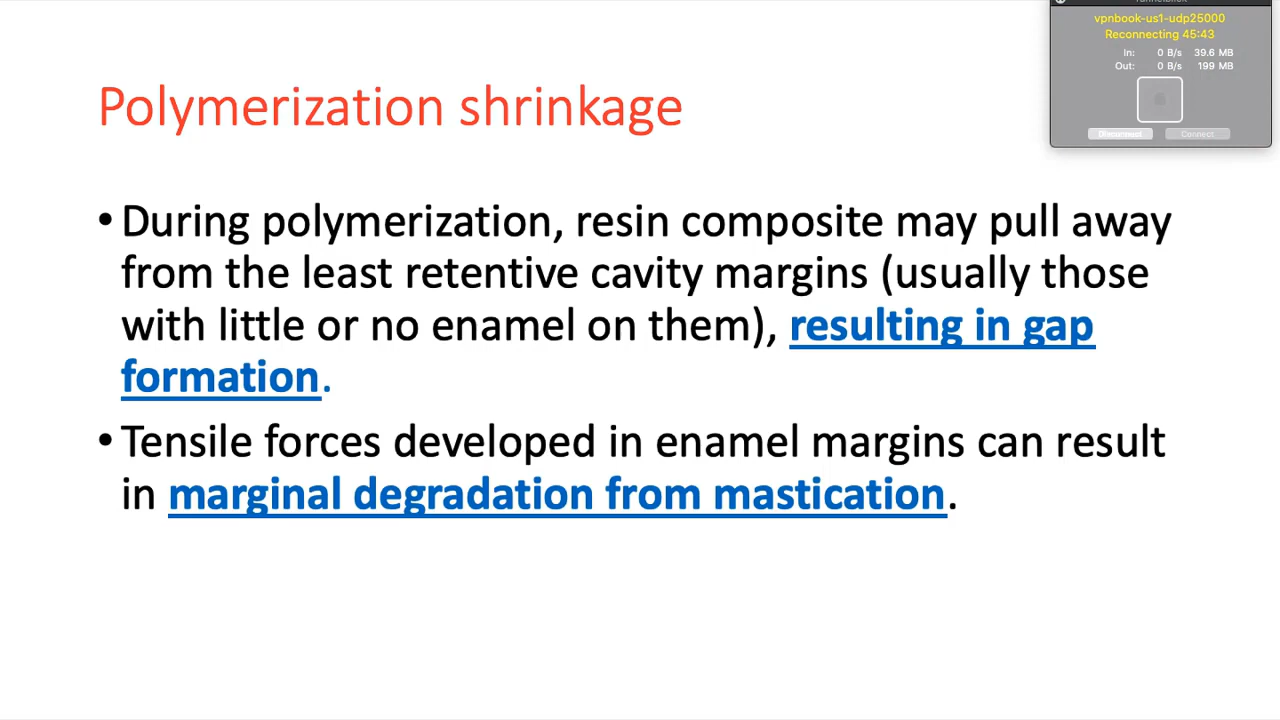 vpnbook-us1-udp25000
Reconnecting 45:43
In: 0 B/s 39.6 MB
Out: 0 B/s 199 MB
Disconnect Connect
Polymerization shrinkage
• During polymerization, resin composite may pull away
from the least retentive cavity margins (usually those
with little or no enamel on them), resulting in gap
formation.
• Tensile forces developed in enamel margins can result
in marginal degradation from mastication.